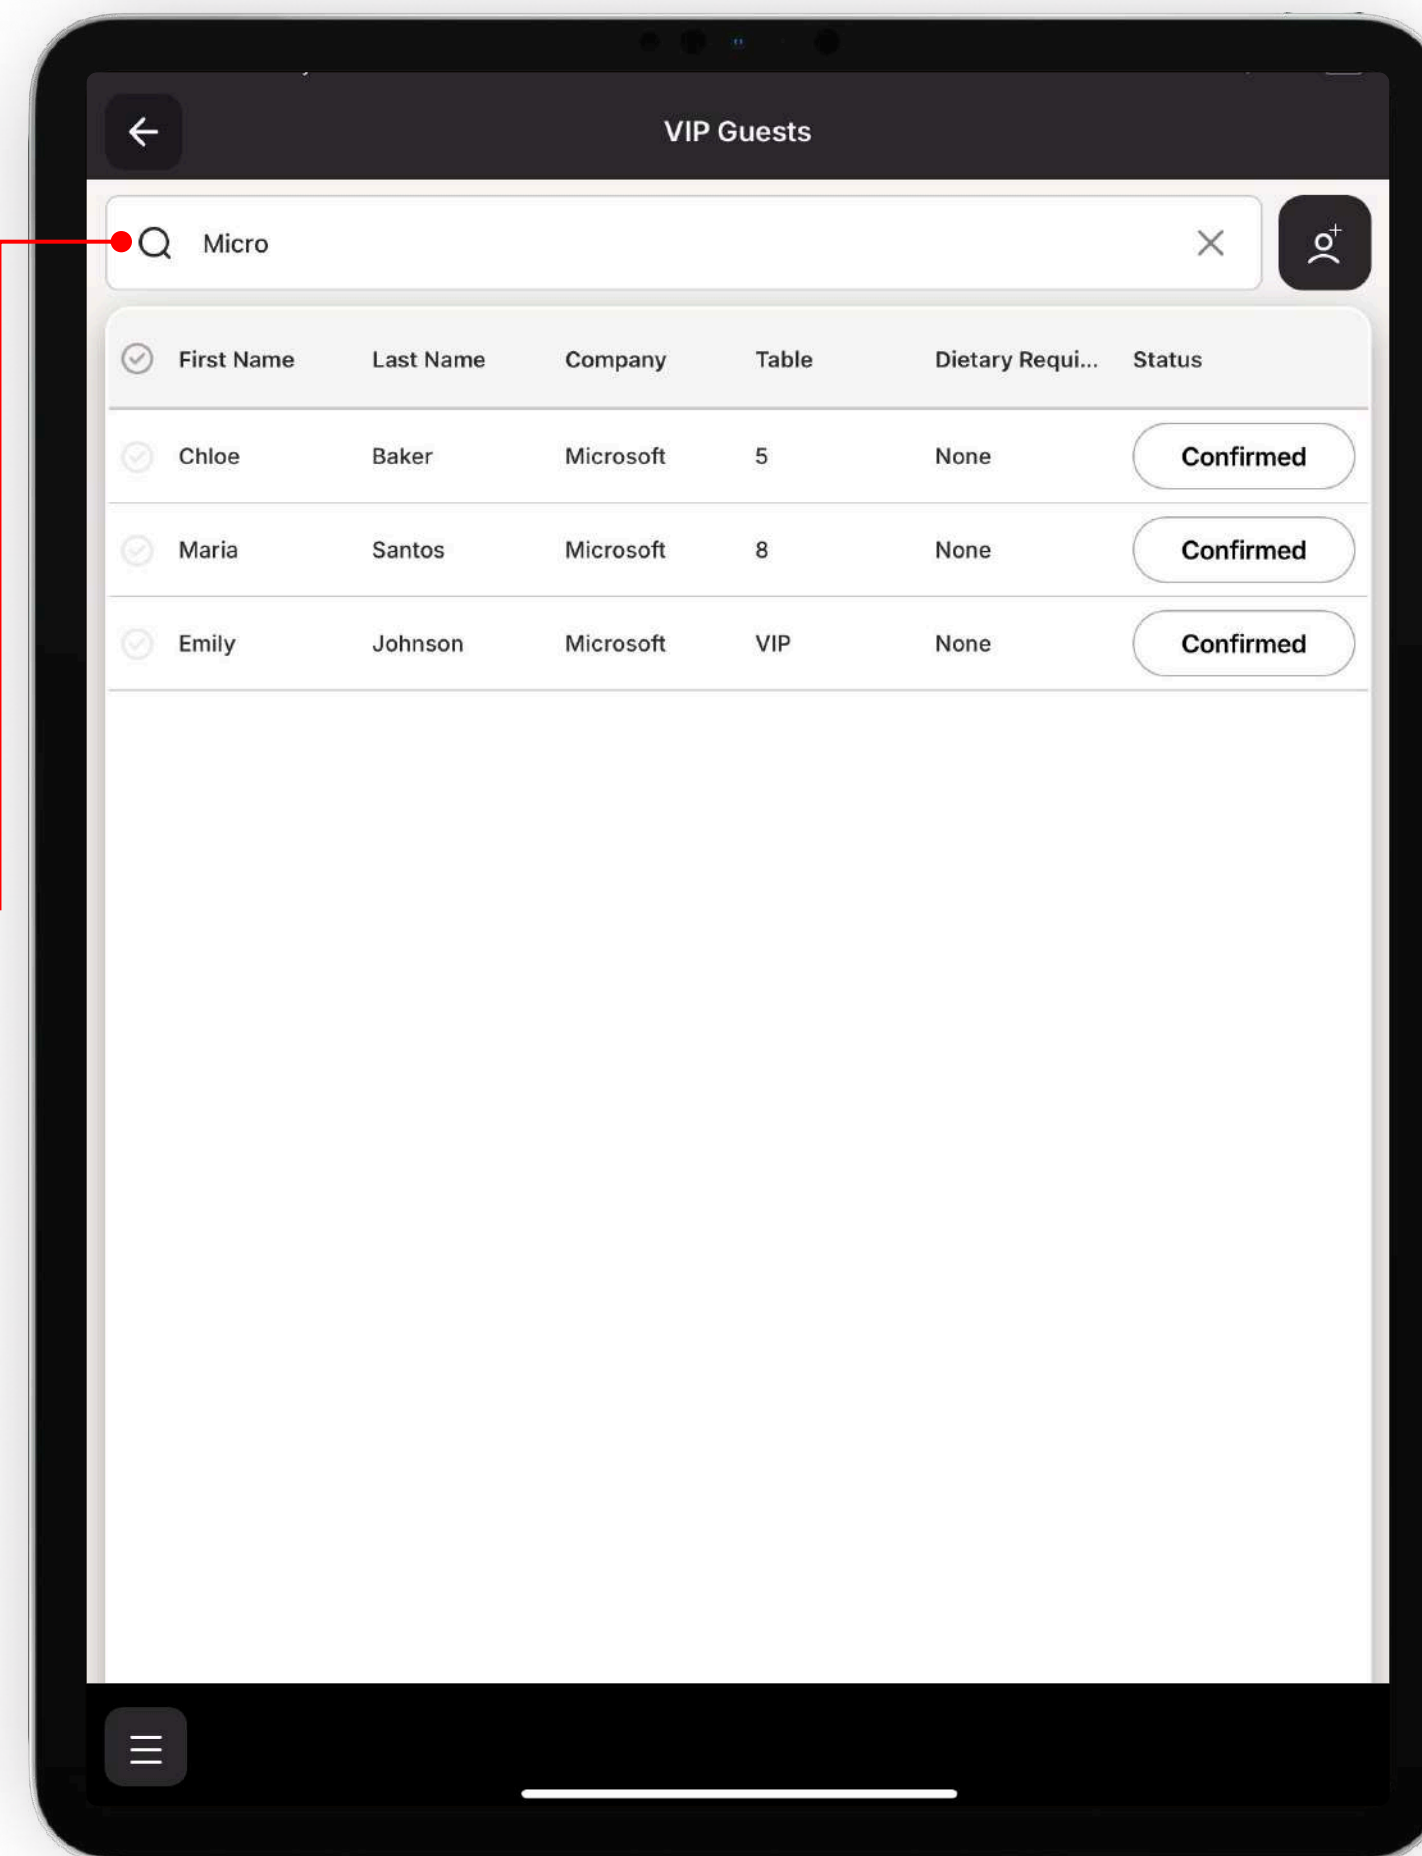 VIP Guests
Micro
First Name Last Name Company Table Dietary Requi... Status
Chloe Baker Microsoft 5 None Confirmed
Maria Santos Microsoft 8 None Confirmed
Emily Johnson Microsoft VIP None Confirmed